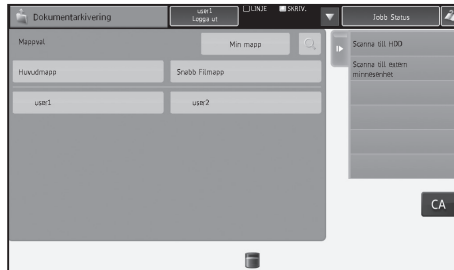 Dokumentarkivering
user1
Logga ut
LINJE
SKRIV.
Jobb Status
Mappval
Min mapp
Scanna till HDD
Huvudmapp
Snabb Filmapp
Scanna till extern
minnesenhet
user1
user2
CA